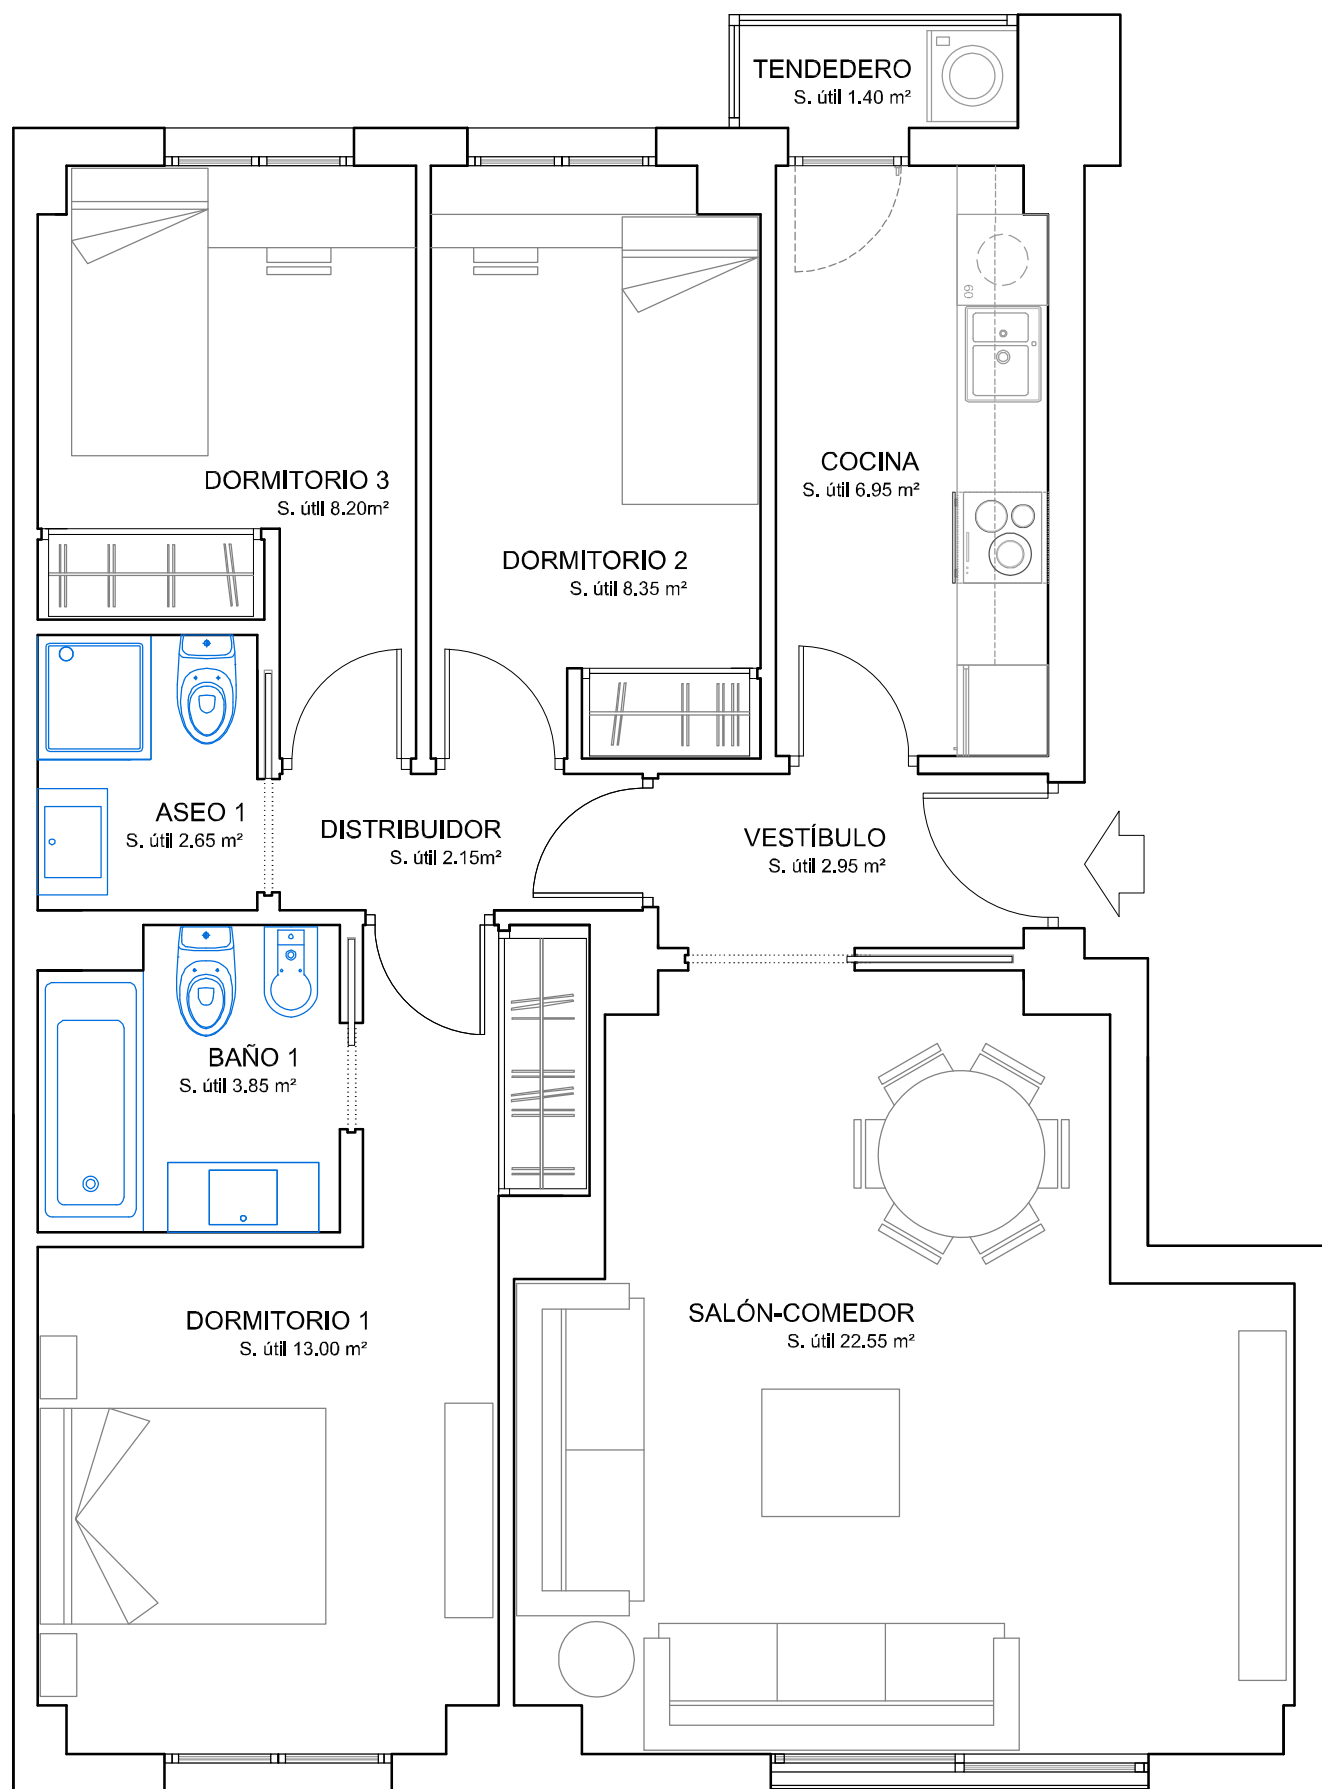 TENDEDERO
S. útil 1.40 m²
DORMITORIO 3
S. útil 8.20m²
DORMITORIO 2
S. útil 8.35 m²
COCINA
S. útil 6.95 m²
60
ASEO 1
S. útil 2.65 m²
DISTRIBUIDOR
S. útil 2.15m²
VESTÍBULO
S. útil 2.95 m²
BAÑO 1
S. útil 3.85 m²
DORMITORIO 1
S. útil 13.00 m²
SALÓN-COMEDOR
S. útil 22.55 m²